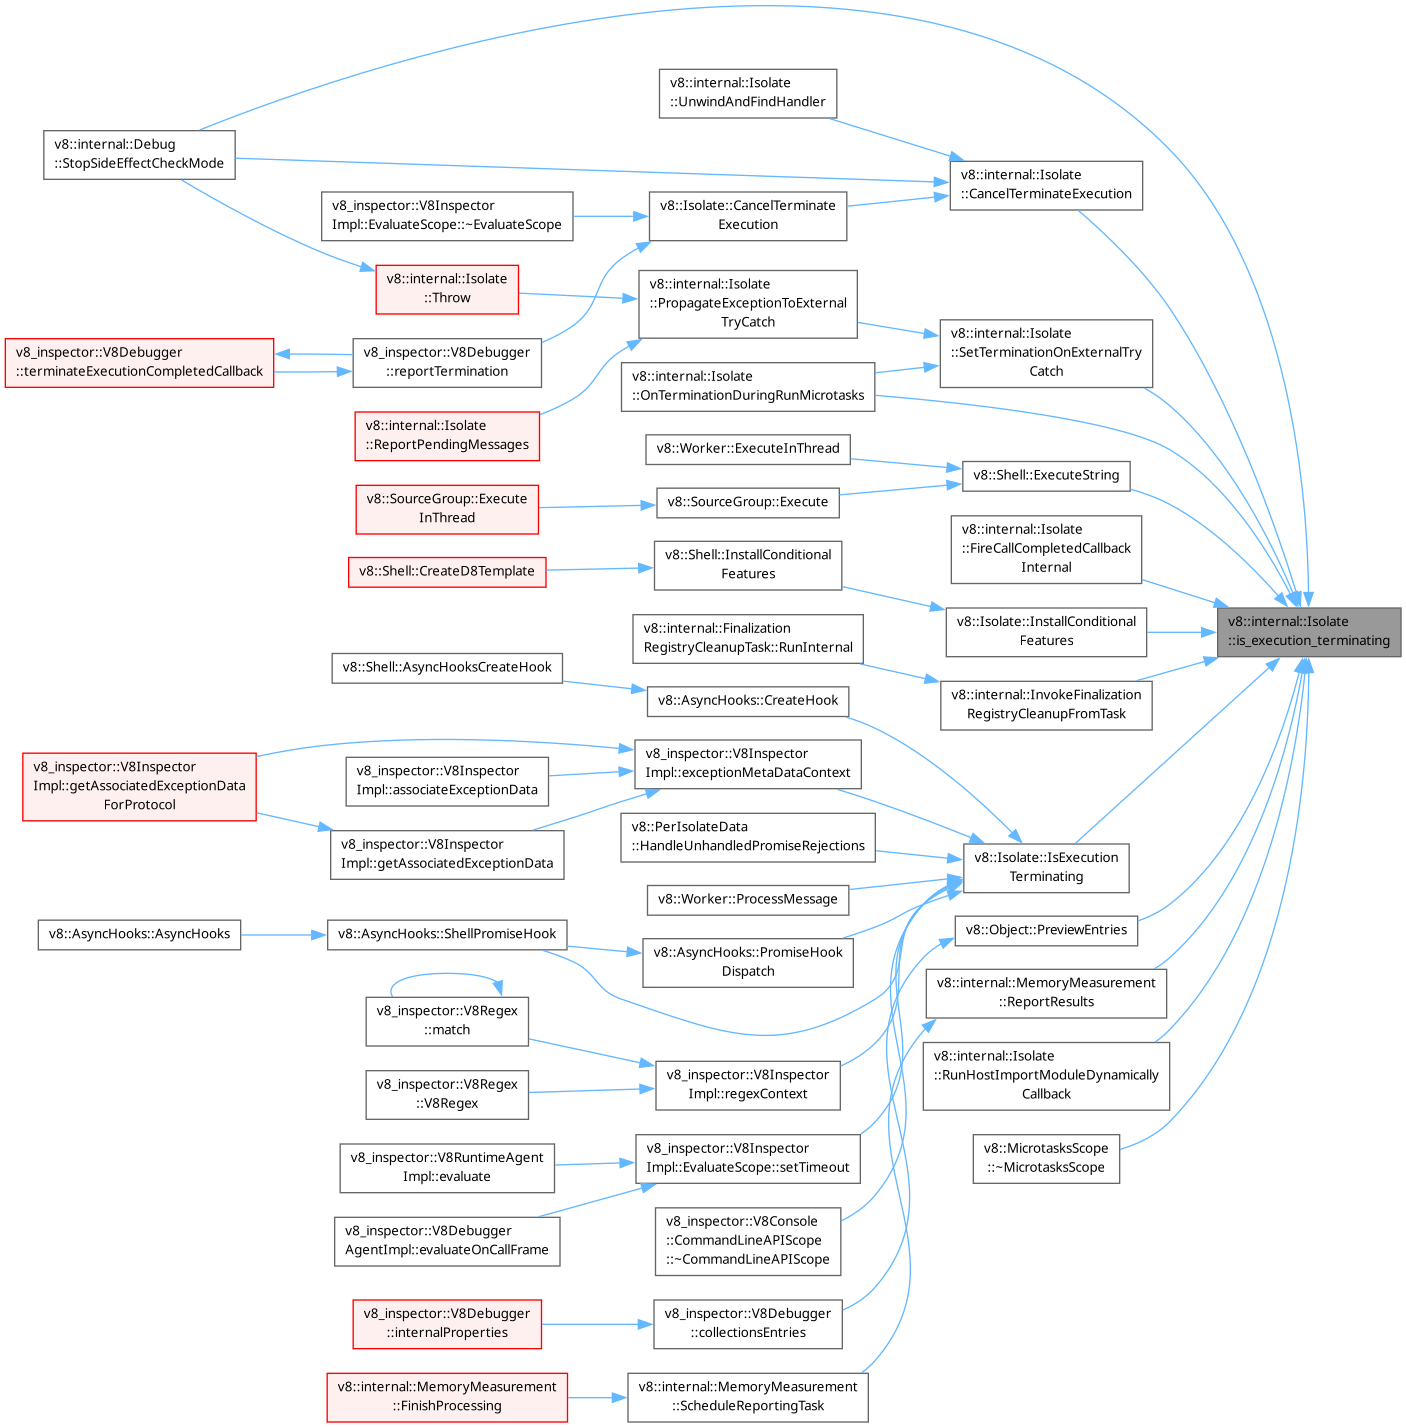 v8::internal::Isolate
::UnwindAndFindHandler
v8::internal::Debug
::StopSideEffectCheckMode
v8::internal::Isolate
::CancelTerminateExecution
v8_inspector::V8Inspector
Impl::EvaluateScope::~EvaluateScope
v8::Isolate::CancelTerminate
Execution
v8::internal::Isolate
::Throw
v8::internal::Isolate
::PropagateExceptionToExternal
TryCatch
v8::internal::Isolate
::SetTerminationOnExternalTry
Catch
v8_inspector::V8Debugger
::terminateExecutionCompletedCallback
v8_inspector::V8Debugger
::reportTermination
v8::internal::Isolate
::OnTerminationDuringRunMicrotasks
v8::internal::Isolate
::ReportPendingMessages
v8::Worker::ExecuteInThread
v8::Shell::ExecuteString
v8::SourceGroup::Execute
InThread
v8::SourceGroup::Execute
v8::internal::Isolate
::FireCallCompletedCallback
Internal
v8::Shell::CreateD8Template
v8::Shell::InstallConditional
Features
v8::Isolate::InstallConditional
Features
v8::internal::Isolate
::is_execution_terminating
v8::internal::Finalization
RegistryCleanupTask::RunInternal
v8::Shell::AsyncHooksCreateHook
v8::AsyncHooks::CreateHook
v8::internal::InvokeFinalization
RegistryCleanupFromTask
v8_inspector::V8Inspector
Impl::getAssociatedExceptionData
ForProtocol
v8_inspector::V8Inspector
Impl::associateExceptionData
v8_inspector::V8Inspector
Impl::exceptionMetaDataContext
v8_inspector::V8Inspector
Impl::getAssociatedExceptionData
v8::PerIsolateData
::HandleUnhandledPromiseRejections
v8::Isolate::IsExecution
Terminating
v8::Worker::ProcessMessage
v8::AsyncHooks::AsyncHooks
v8::AsyncHooks::ShellPromiseHook
v8::AsyncHooks::PromiseHook
Dispatch
v8::Object::PreviewEntries
v8_inspector::V8Regex
::match
v8::internal::MemoryMeasurement
::ReportResults
v8_inspector::V8Regex
::V8Regex
v8_inspector::V8Inspector
Impl::regexContext
v8::internal::Isolate
::RunHostImportModuleDynamically
Callback
v8_inspector::V8RuntimeAgent
Impl::evaluate
v8_inspector::V8Inspector
Impl::EvaluateScope::setTimeout
v8::MicrotasksScope
::~MicrotasksScope
v8_inspector::V8Debugger
AgentImpl::evaluateOnCallFrame
v8_inspector::V8Console
::CommandLineAPIScope
::~CommandLineAPIScope
v8_inspector::V8Debugger
::internalProperties
v8_inspector::V8Debugger
::collectionsEntries
v8::internal::MemoryMeasurement
::FinishProcessing
v8::internal::MemoryMeasurement
::ScheduleReportingTask